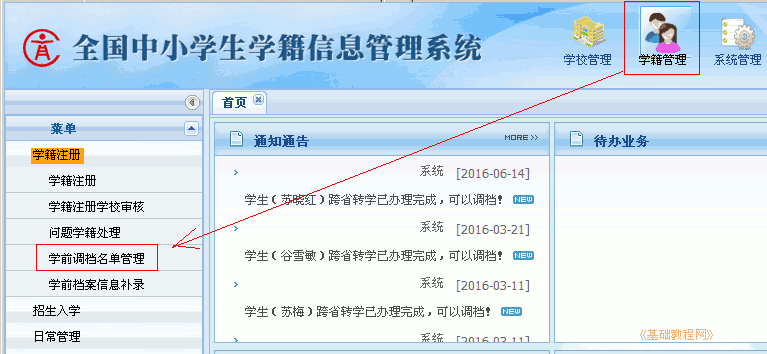 全国中小学生学籍信息管理系统
学校管理
学籍管理
系统管理
首页
菜单
学籍注册
学籍注册
学籍注册学校审核
问题学籍处理
学前调档名单管理
学前档案信息补录
招生入学
日常管理
通知通告
MORE >>
系统 [2016-06-14]
学生（苏晓红）跨省转学已办理完成，可以调档！ NEW
系统 [2016-03-21]
学生（谷雪敏）跨省转学已办理完成，可以调档！ NEW
系统 [2016-03-11]
学生（苏梅）跨省转学已办理完成，可以调档！ NEW
系统 [2016-03-11]
待办业务
《基础教程网》